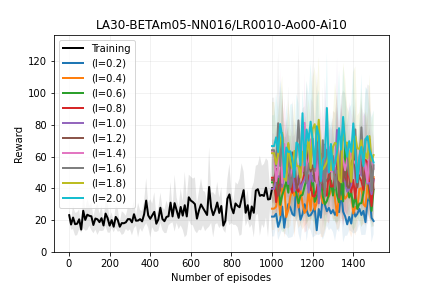 LA30-BETAm05-NN016/LR0010-Ao00-Ai10
Reward
120
100
80
60
40
20
0
Training
(l=0.2)
(l=0.4)
(l=0.6)
(l=0.8)
(l=1.0)
(l=1.2)
(l=1.4)
(l=1.6)
(l=1.8)
(l=2.0)
0 200 400 600 800 1000 1200 1400
Number of episodes